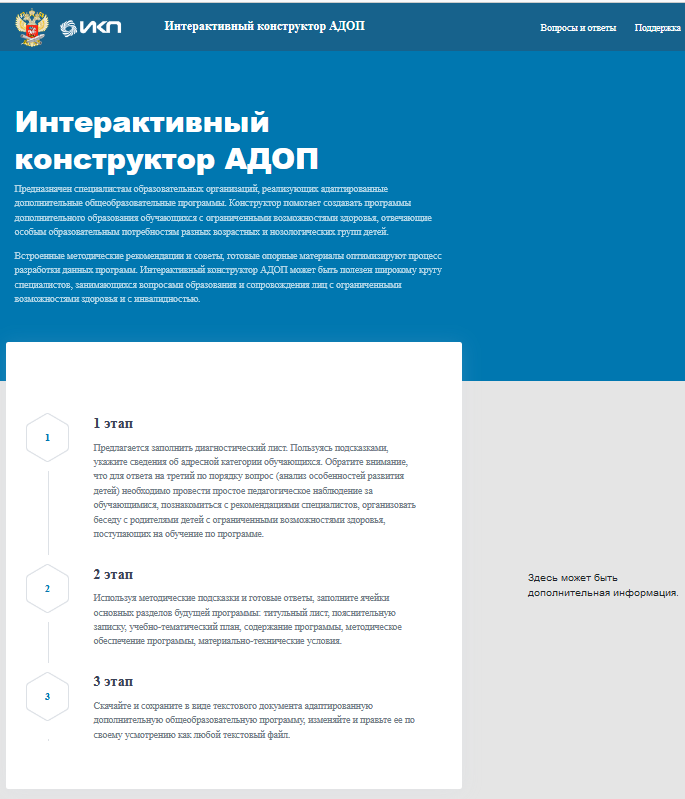 ИКП
Интерактивный конструктор АДОП
Вопросы и ответы
Поддержка
Интерактивный
конструктор АДОП
Предназначен специалистам образовательных организаций, реализующих адаптированные
дополнительные общеобразовательные программы. Конструктор помогает создавать программы
дополнительного образования обучающихся с ограниченными возможностями здоровья, отвечающие
особым образовательным потребностям разных возрастных и нозологических групп детей.
Встроенные методические рекомендации и советы, готовые опорные материалы оптимизируют процесс
разработки данных программ. Интерактивный конструктор АДОП может быть полезен широкому кругу
специалистов, занимающихся вопросами образования и сопровождения лиц с ограниченными
возможностями здоровья и с инвалидностью.
1
1 этап
Предлагается заполнить диагностический лист. Пользуясь подсказками,
укажите сведения об адресной категории обучающихся. Обратите внимание,
что для ответа на третий по порядку вопрос (анализ особенностей развития
детей) необходимо провести простое педагогическое наблюдение за
обучающимися, познакомиться с рекомендациями специалистов, организовать
беседу с родителями детей с ограниченными возможностями здоровья,
поступающих на обучение по программе.
2
2 этап
Используя методические подсказки и готовые ответы, заполните ячейки
основных разделов будущей программы: титульный лист, пояснительную
записку, учебно-тематический план, содержание программы, методическое
обеспечение программы, материально-технические условия.
3
3 этап
Скачайте и сохраните в виде текстового документа адаптированную
дополнительную общеобразовательную программу, изменяйте и правьте ее по
своему усмотрению как любой текстовый файл.
Здесь может быть
дополнительная информация.